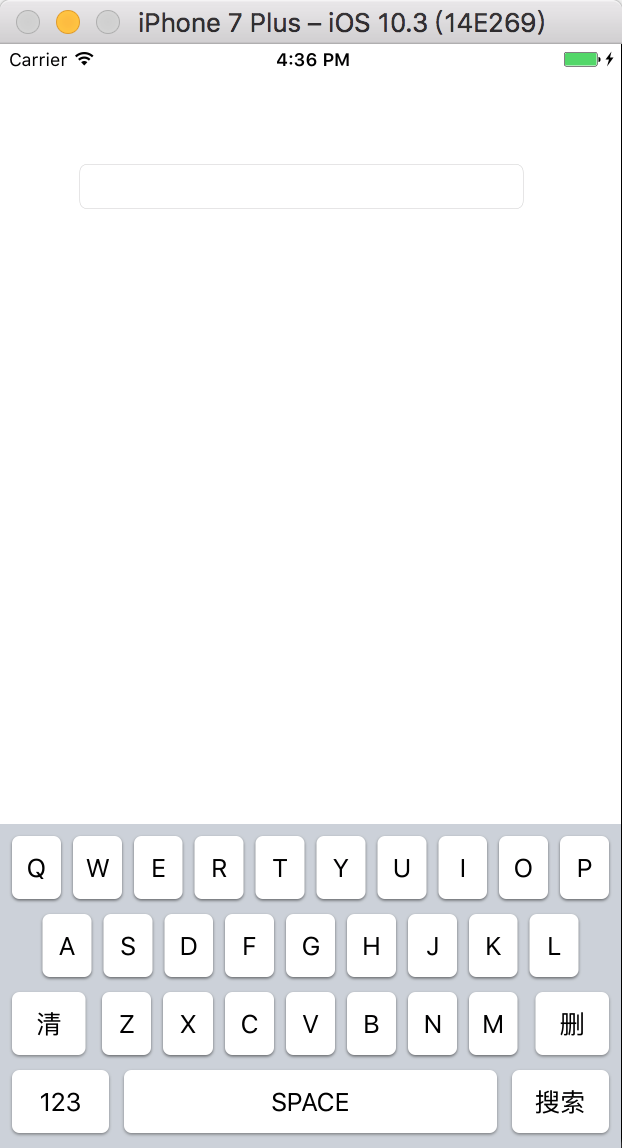 iPhone 7 Plus – iOS 10.3 (14E269)
Carrier 4:36 PM
Q W E R T Y U I O P
A S D F G H J K L
清 Z X C V B N M 删
123 SPACE 搜索